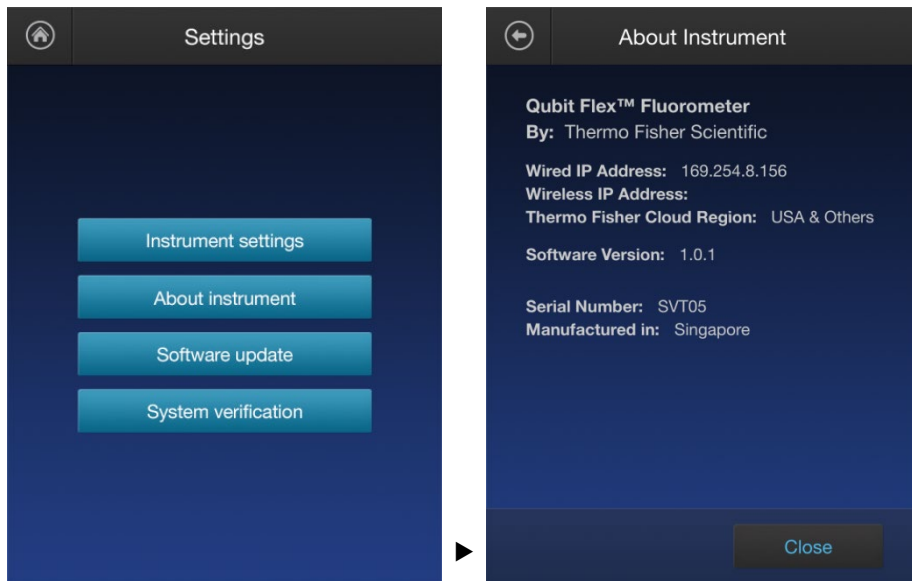 Settings
Instrument settings
About instrument
Software update
System verification
About Instrument
Qubit Flex™ Fluorometer
By: Thermo Fisher Scientific
Wired IP Address: 169.254.8.156
Wireless IP Address:
Thermo Fisher Cloud Region: USA & Others
Software Version: 1.0.1
Serial Number: SVT05
Manufactured in: Singapore
Close